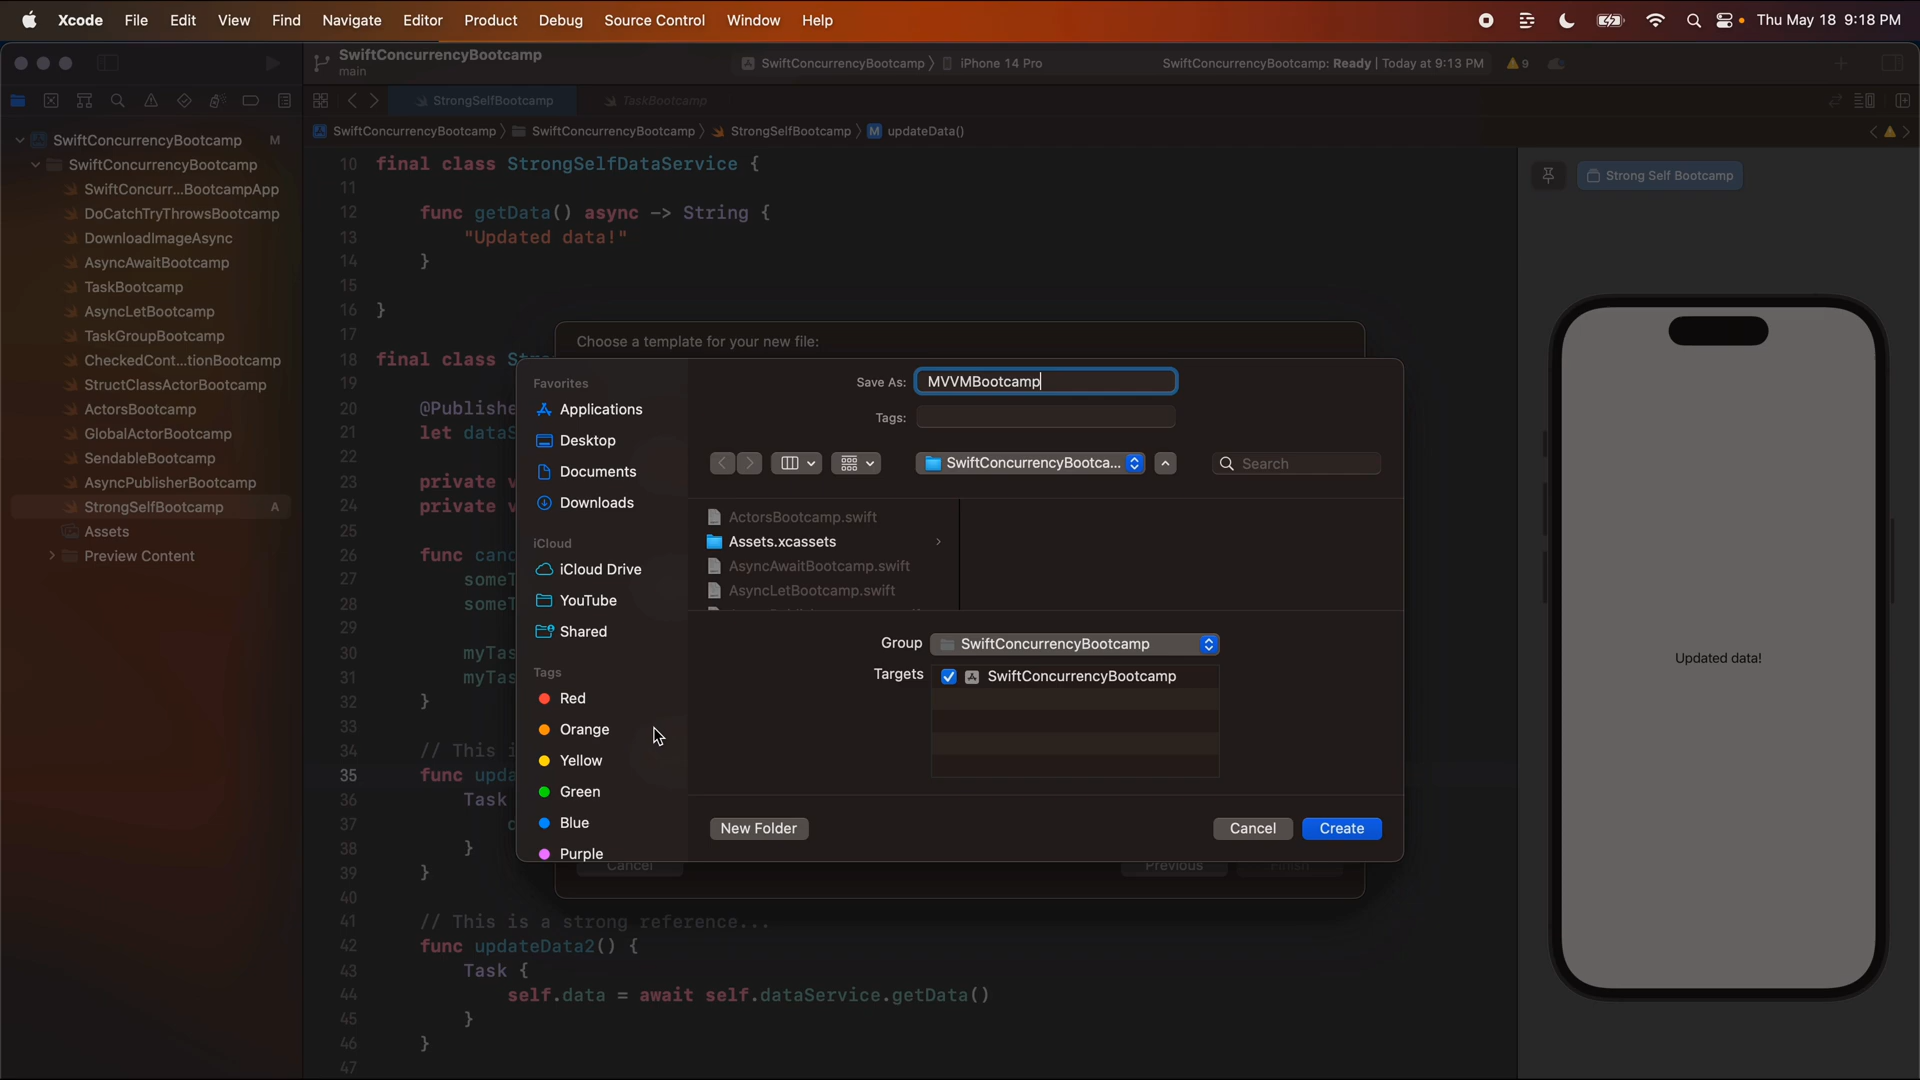 Xcode File Edit View Find Navigate Editor Product Debug Source Control Window Help Thu May 18 9:18 PM
SwiftConcurrencyBootcamp
main
SwiftConcurrencyBootcamp iPhone 14 Pro SwiftConcurrencyBootcamp: Ready | Today at 9:13 PM 9
StrongSelfBootcamp TaskBootcamp
SwiftConcurrencyBootcamp SwiftConcurrencyBootcamp StrongSelfBootcamp M updateData()
SwiftConcurrencyBootcamp M
SwiftConcurrencyBootcamp
SwiftConcurr...BootcampApp
DoCatchTryThrowsBootcamp
DownloadImageAsync
AsyncAwaitBootcamp
TaskBootcamp
AsyncLetBootcamp
TaskGroupBootcamp
CheckedCont...tionBootcamp
StructClassActorBootcamp
ActorsBootcamp
GlobalActorBootcamp
SendableBootcamp
AsyncPublisherBootcamp
StrongSelfBootcamp A
Assets
Preview Content
10 final class StrongSelfDataService {
11
12 func getData() async -> String {
13 "Updated data!"
14 }
15
16 }
17
18 final class St
19
20 @Publishe
21 let dataS
22
23 private v
24 private v
25
26 func canc
27 someT
28 someT
29
30 myTas
31 myTas
32 }
33
34 // This i
35 func upda
36 Task
37
38 }
39 }
40
41 // This is a strong reference...
42 func updateData2() {
43 Task {
44 self.data = await self.dataService.getData()
45 }
46 }
47
Choose a template for your new file:
Favorites
Applications
Desktop
Documents
Downloads
iCloud
iCloud Drive
YouTube
Shared
Tags
Red
Orange
Yellow
Green
Blue
Purple
Save As: MVVMBootcamp
Tags:
SwiftConcurrencyBootca... Search
ActorsBootcamp.swift
Assets.xcassets
AsyncAwaitBootcamp.swift
AsyncLetBootcamp.swift
Group SwiftConcurrencyBootcamp
Targets SwiftConcurrencyBootcamp
New Folder Cancel Create
Cancel Previous Finish
Strong Self Bootcamp
Updated data!